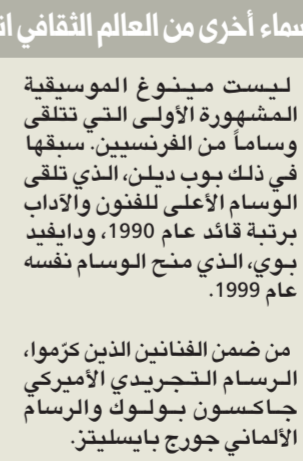 سماء أخرى من العالم الثقافي
ليست مينوغ الموسيقية
المشهورة الأولى التي تتلقى
وساماً من الفرنسيين. سبقها
في ذلك بوب ديلن، الذي تلقى
الوسام الأعلى للفنون والآداب
برتبة قائد عام 1990، ودايفيد
بوي، الذي منح الوسام نفسه
عام 1999.
من ضمن الفنانين الذين كرّموا،
الرسام التجريدي الأميركي
جاكسون بولوك والرسام
الألماني جورج بايسليتز.